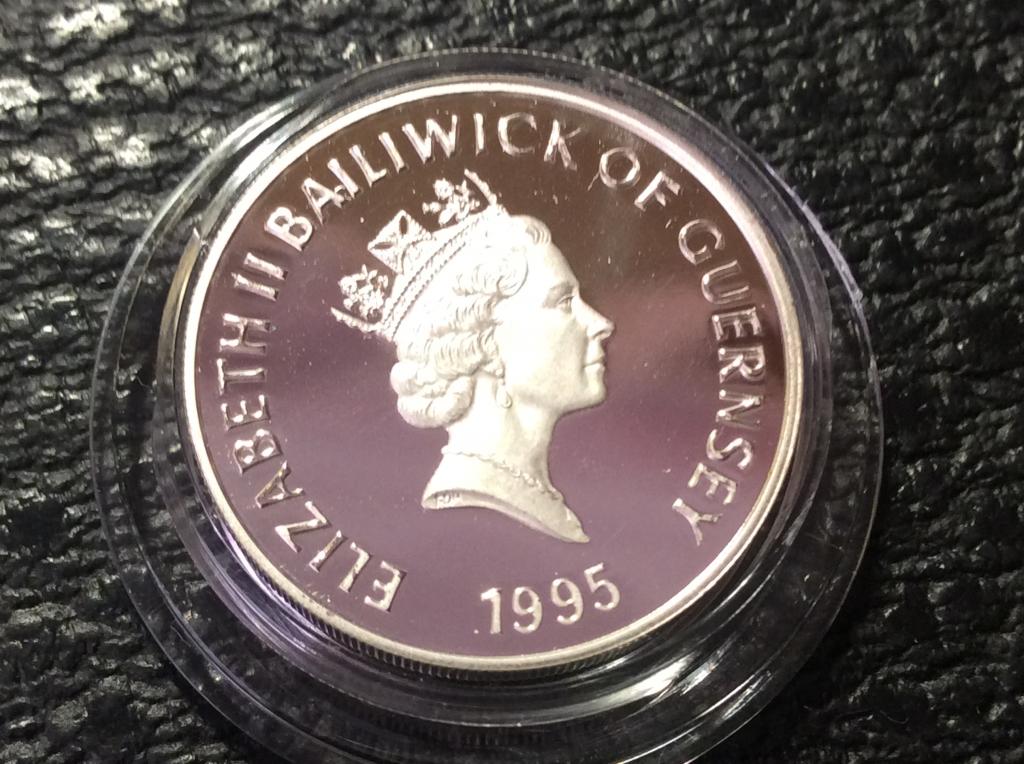 ELIZABETH II BAILIWICK OF GUERNSEY
1995